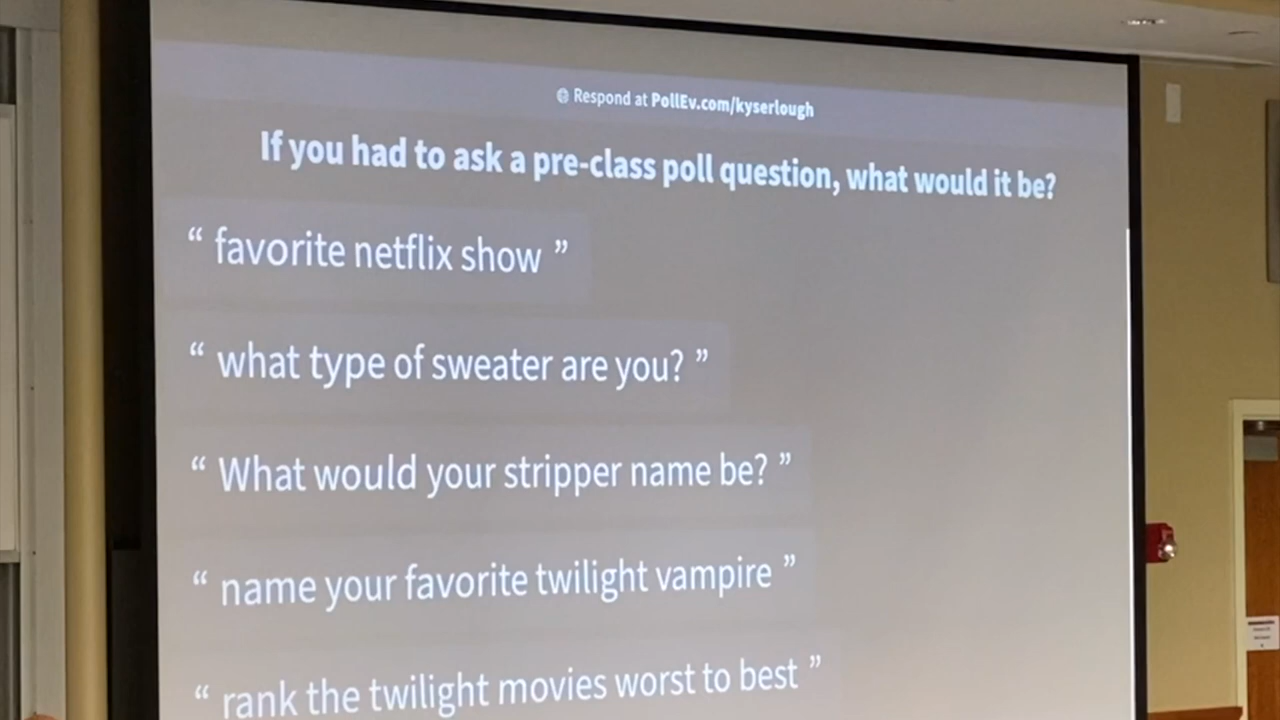 Respond at PollEv.com/kyserlough
If you had to ask a pre-class poll question, what would it be?
“ favorite netflix show ”
“ what type of sweater are you? ”
“ What would your stripper name be? ”
“ name your favorite twilight vampire ”
“ rank the twilight movies worst to best ”